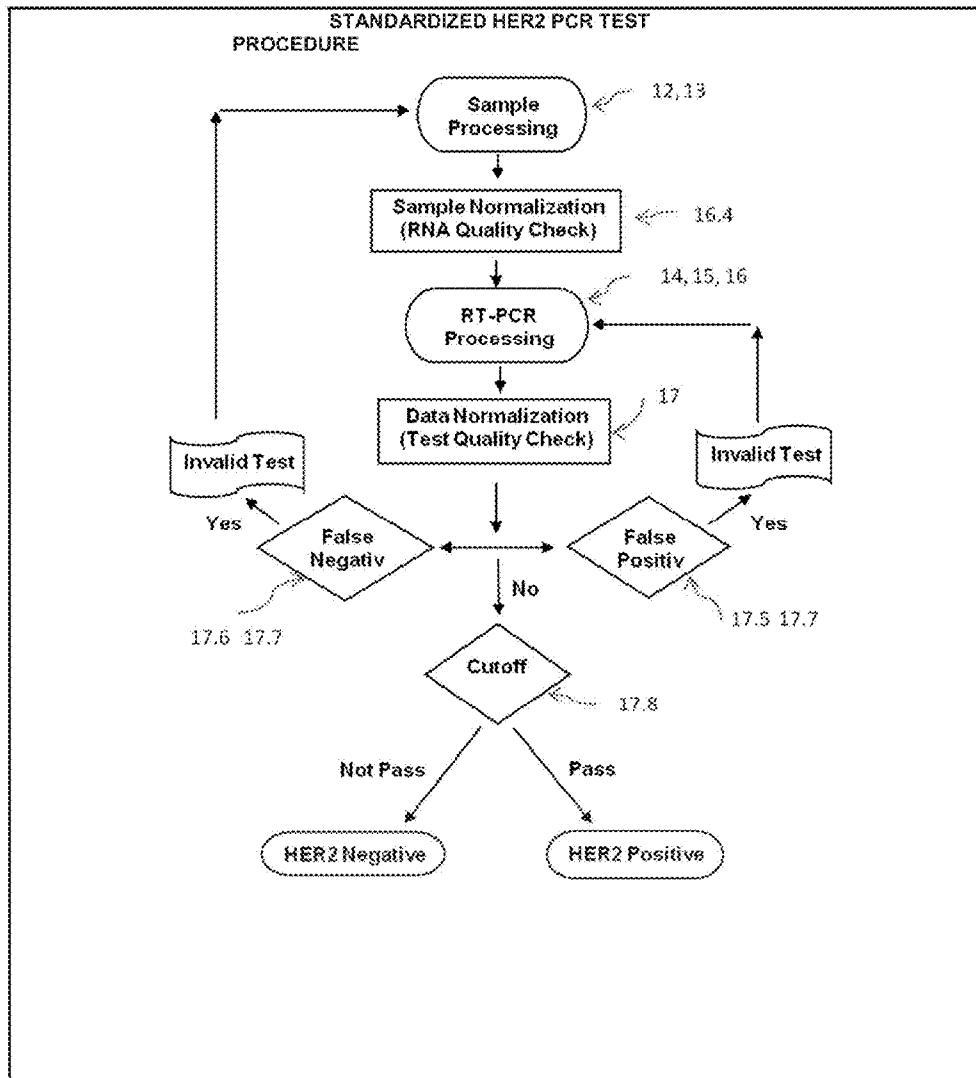 STANDARDIZED HER2 PCR TEST
PROCEDURE
Sample
Processing
12, 13
Sample Normalization
(RNA Quality Check)
16.4
RT-PCR
Processing
14, 15, 16
Data Normalization
(Test Quality Check)
17
Invalid Test
Invalid Test
Yes
Yes
False
Negativ
False
Positiv
No
17.6 17.7
17.5 17.7
Cutoff
17.8
Not Pass
Pass
HER2 Negative
HER2 Positive